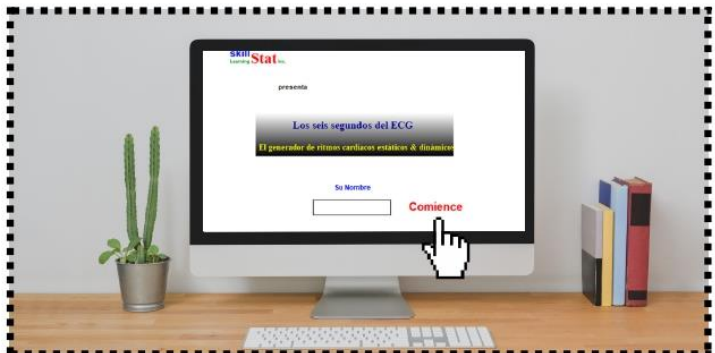 Skill
Learning Stat Inc.
presenta
Los seis segundos del ECG
El generador de ritmos cardíacos estáticos & dinámicos
Su Nombre
Comience